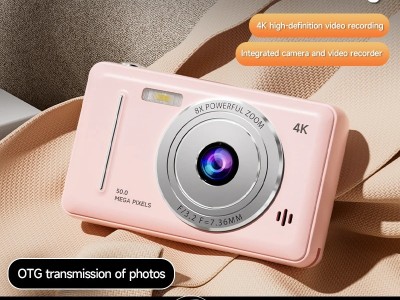 4K high-definition video recording
Integrated camera and video recorder
8X POWERFUL ZOOM
4K
50.0
MEGA PIXELS
F/3.2 F=7.36MM
OTG transmission of photos